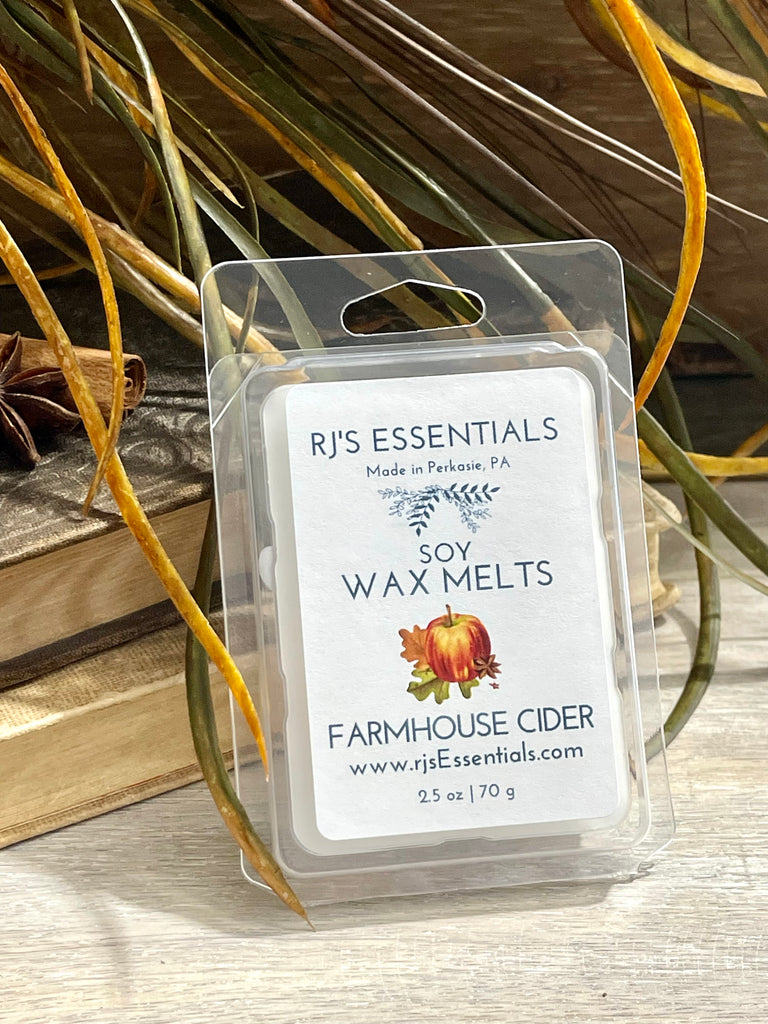 RJ'S ESSENTIALS
Made in Perkasie, PA
SOY
WAX MELTS
FARMHOUSE CIDER
www.rjsEssentials.com
2.5 oz | 70 g